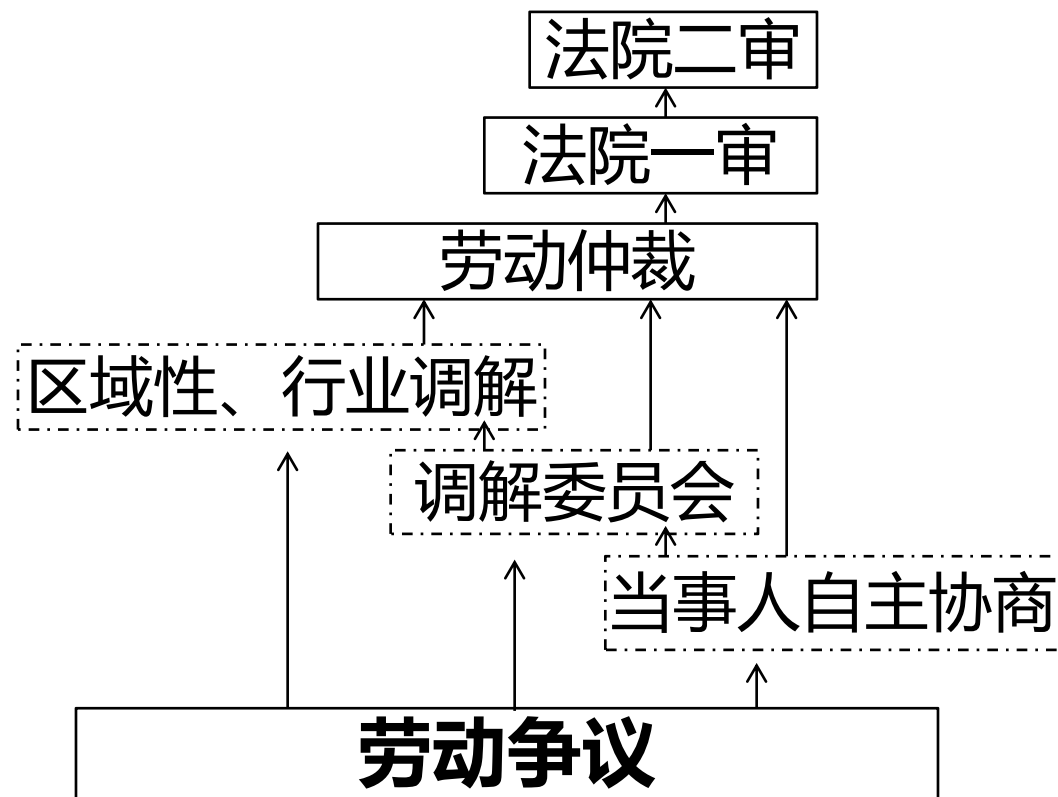 法院二审
法院一审
劳动仲裁
区域性、行业调解
调解委员会
当事人自主协商
劳动争议